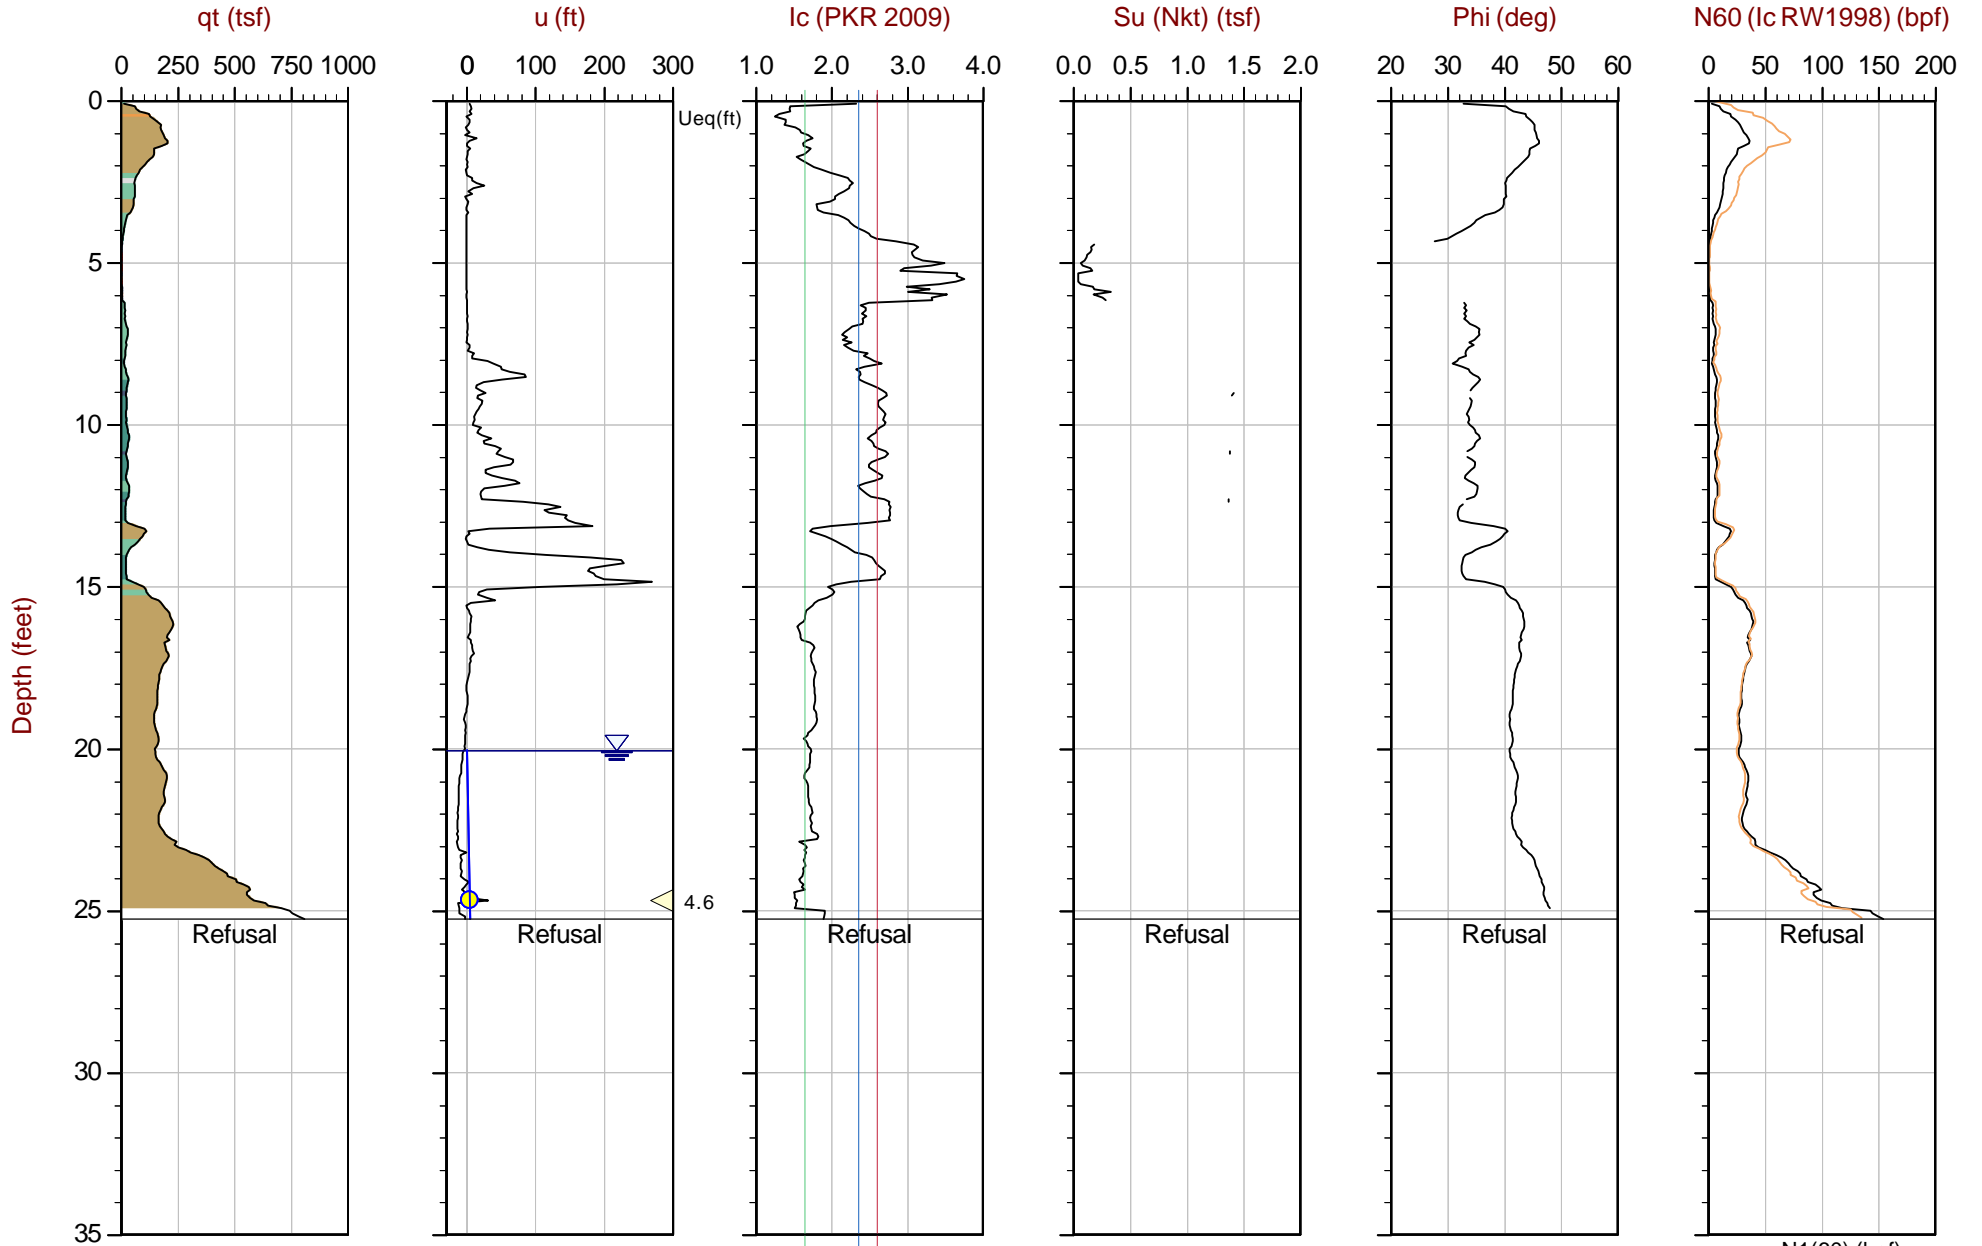 qt (tsf) u (ft) Ic (PKR 2009) Su (Nkt) (tsf) Phi (deg) N60 (Ic RW1998) (bpf)
0 250 500 750 1000 0 100 200 300 1.0 2.0 3.0 4.0 0.0 0.5 1.0 1.5 2.0 20 30 40 50 60 0 50 100 150 200
0
Ueq(ft)
5
10
15
Depth (feet)
20
4.6
25
Refusal Refusal Refusal Refusal Refusal Refusal
30
35